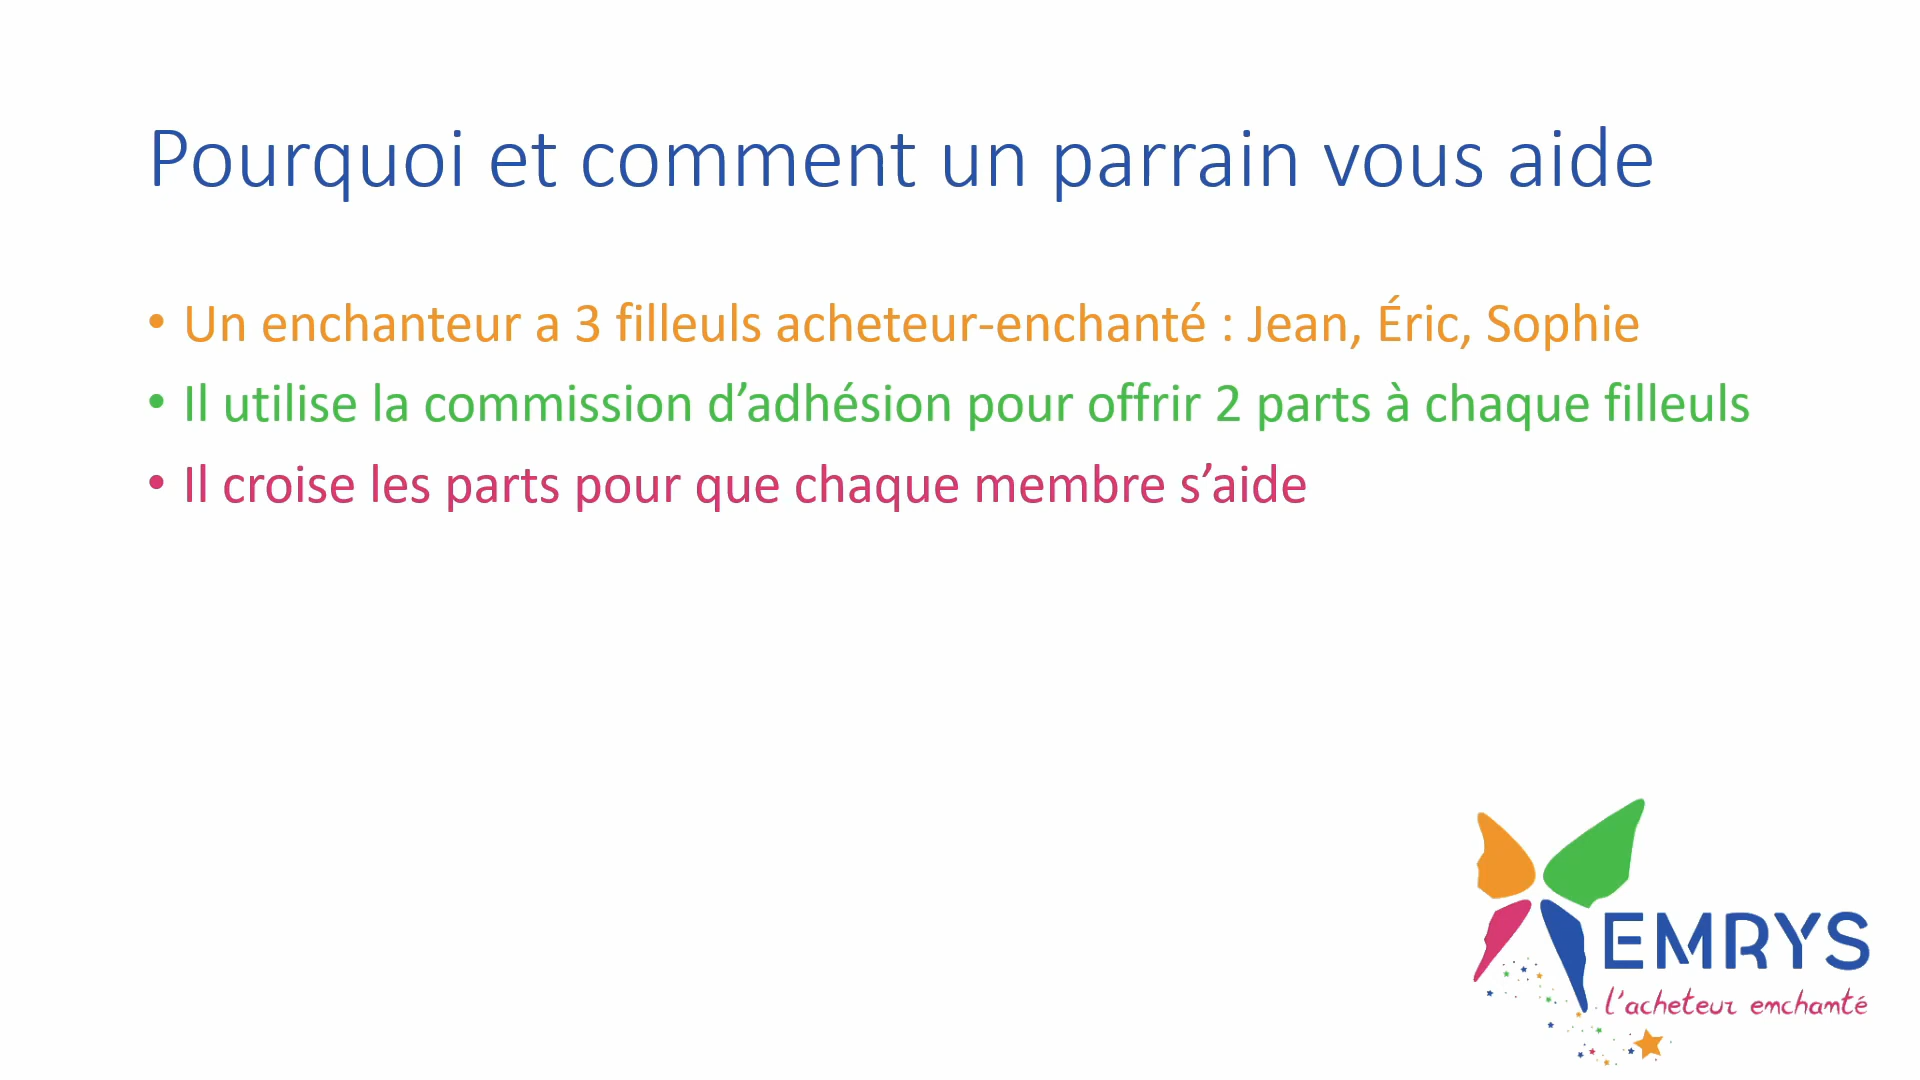 Pourquoi et comment un parrain vous aide
• Un enchanteur a 3 filleuls acheteur-enchanté : Jean, Éric, Sophie
• Il utilise la commission d’adhésion pour offrir 2 parts à chaque filleuls
• Il croise les parts pour que chaque membre s’aide
EMRYS
l’acheteur enchanté